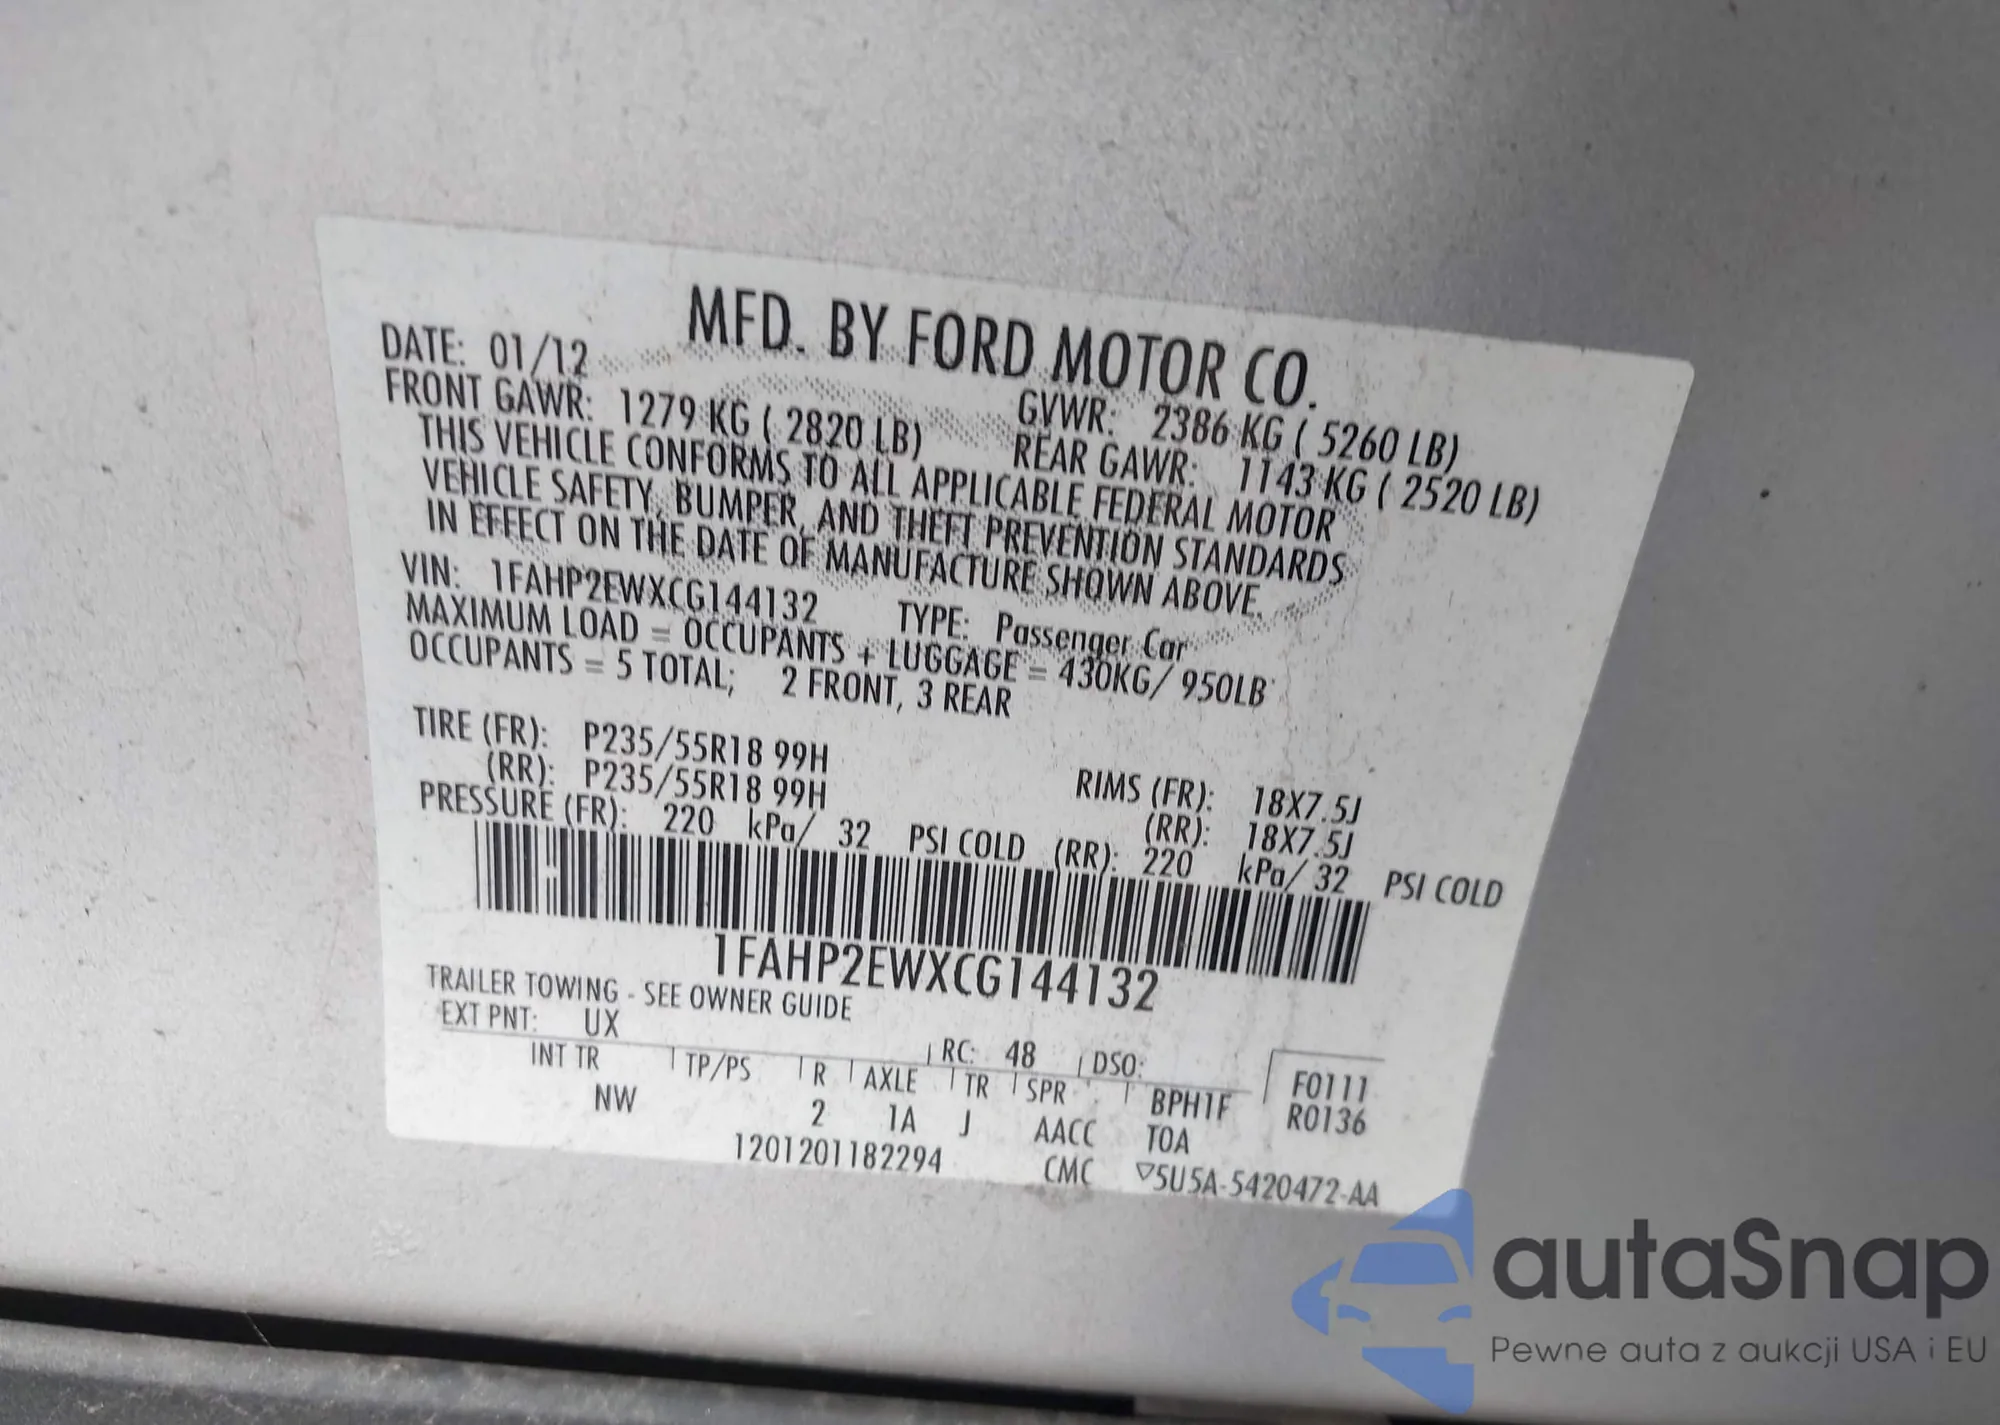 MFD. BY FORD MOTOR CO.
DATE: 01/12 GVWR: 2386 KG ( 5260 LB)
FRONT GAWR: 1279 KG ( 2820 LB) REAR GAWR: 1143 KG ( 2520 LB)
THIS VEHICLE CONFORMS TO ALL APPLICABLE FEDERAL MOTOR
VEHICLE SAFETY, BUMPER, AND THEFT PREVENTION STANDARDS
IN EFFECT ON THE DATE OF MANUFACTURE SHOWN ABOVE.
VIN: 1FAHP2EWXCG144132 TYPE: Passenger Car
MAXIMUM LOAD = OCCUPANTS + LUGGAGE = 430KG/ 950LB
OCCUPANTS = 5 TOTAL; 2 FRONT, 3 REAR
TIRE (FR): P235/55R18 99H RIMS (FR): 18X7.5J
(RR): P235/55R18 99H (RR): 18X7.5J
PRESSURE (FR): 220 kPa/ 32 PSI COLD (RR): 220 kPa/ 32 PSI COLD
1FAHP2EWXCG144132
TRAILER TOWING - SEE OWNER GUIDE
EXT PNT: UX RC: 48 DSO: F0111
INT TR TP/PS R AXLE TR SPR BPH1F R0136
NW 2 1A J AACC TOA
1201201182294 CMC ▽5U5A-5420472-AA
autaSnap
Pewne auta z aukcji USA i EU